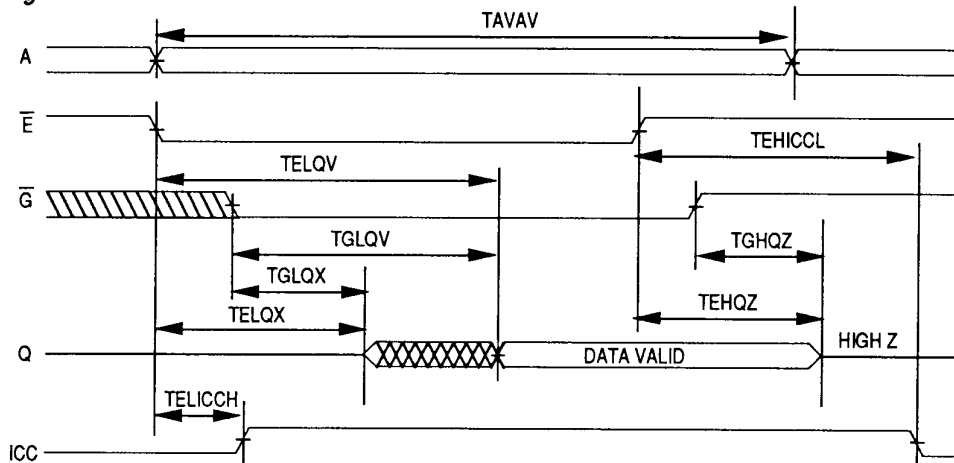 TAVAV
A
E
TEHICCL
TELQV
G
TGLQV
TGHQZ
TGLQX
TEHQZ
TELQX
Q
DATA VALID
HIGH Z
TELICCH
ICC